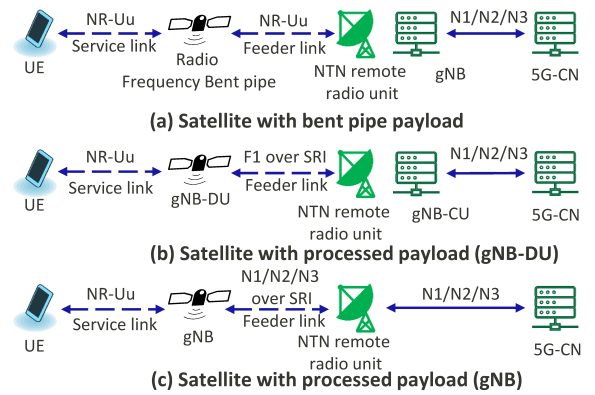 NR-Uu
NR-Uu
N1/N2/N3
Service link
Feeder link
UE
Radio
Frequency Bent pipe
NTN remote
radio unit
gNB
5G-CN
(a) Satellite with bent pipe payload
NR-Uu
F1 over SRI
N1/N2/N3
Service link
Feeder link
UE
gNB-DU
NTN remote
radio unit
gNB-CU
5G-CN
(b) Satellite with processed payload (gNB-DU)
NR-Uu
N1/N2/N3
over SRI
Feeder link
N1/N2/N3
Service link
UE
gNB
NTN remote
radio unit
5G-CN
(c) Satellite with processed payload (gNB)